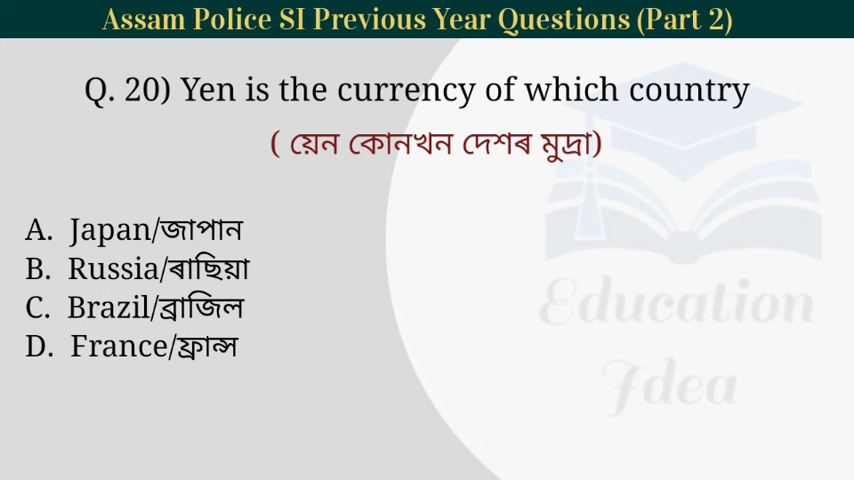 Assam Police SI Previous Year Questions (Part 2)
Q. 20) Yen is the currency of which country
( য়েন কোনখন দেশৰ মুদ্ৰা)
A. Japan/জাপান
B. Russia/ৰাছিয়া
C. Brazil/ব্ৰাজিল
D. France/ফ্ৰান্স
Education
Idea